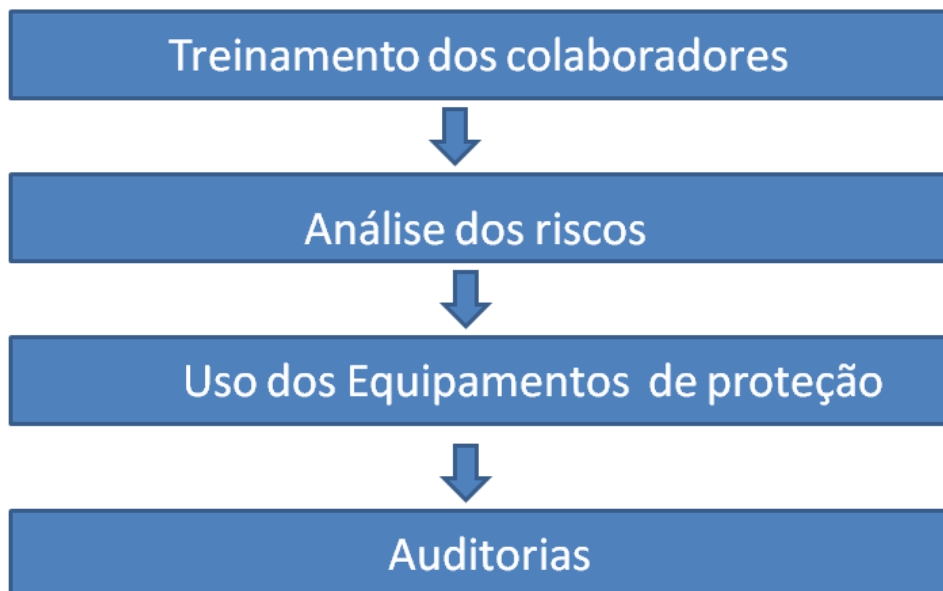 Treinamento dos colaboradores
Análise dos riscos
Uso dos Equipamentos de proteção
Auditorias